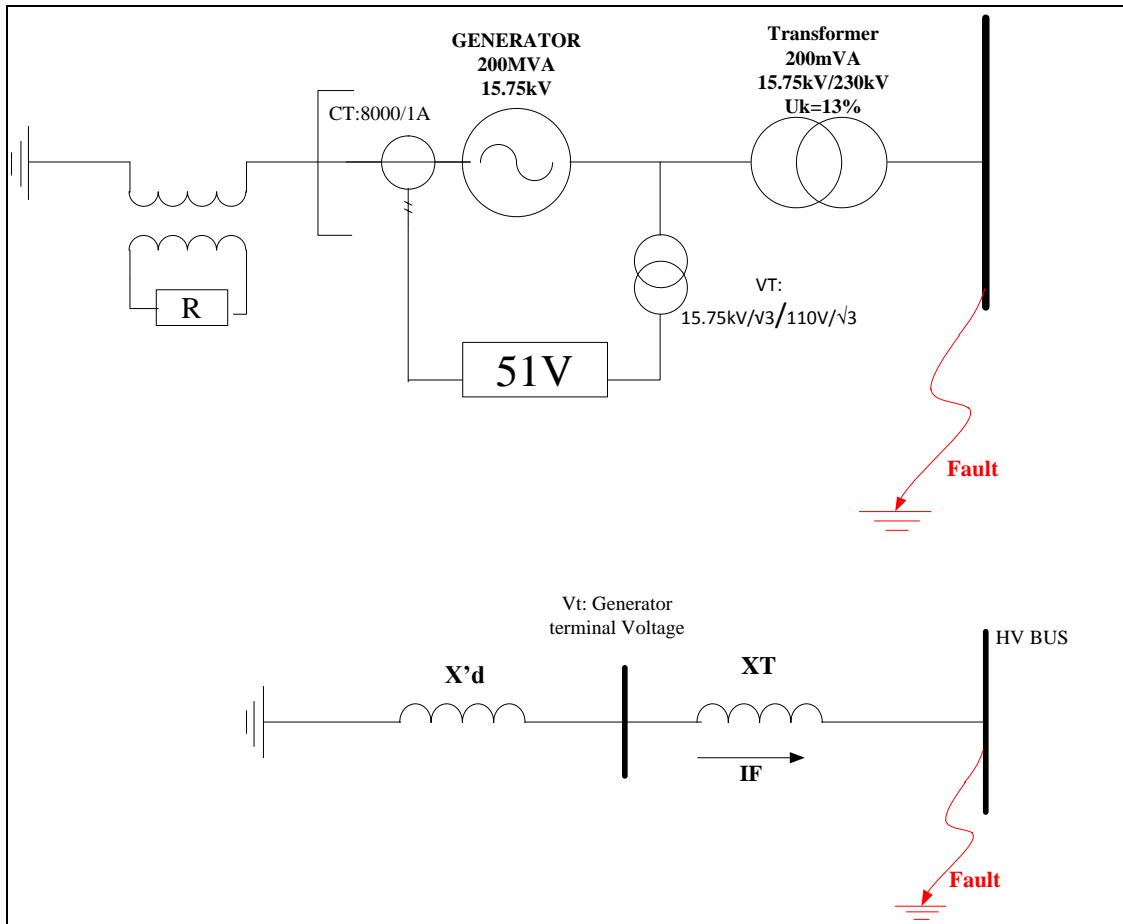 GENERATOR
200MVA
15.75kV
Transformer
200mVA
15.75kV/230kV
Uk=13%
CT:8000/1A
R
VT:
15.75kV/√3/110V/√3
51V
Fault
Vt: Generator
terminal Voltage
HV BUS
X'd
XT
IF
Fault